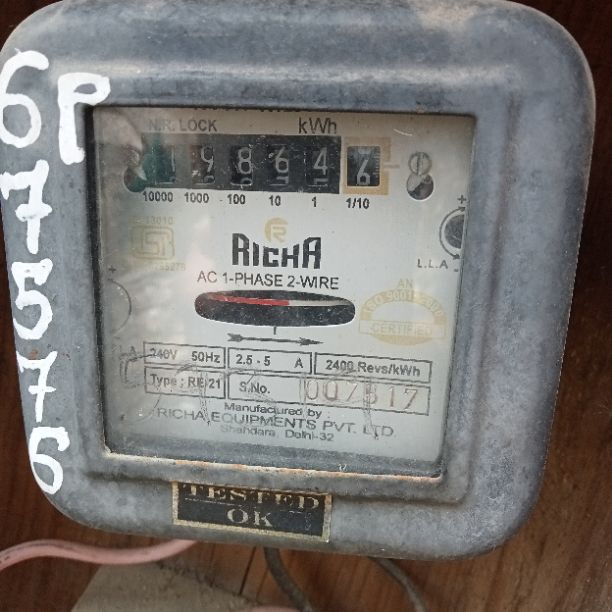 6P
7
5
7
6
N.R. LOCK kWh
1 9 8 6 4
10000 1000 100 10 1 1/10
RICHA
AC 1-PHASE 2-WIRE
L.L.A
AN
CERTIFIED
240V 50Hz 2.5 - 5 A 2400 Revs/kWh
Type : RE 21 S.No.
Manufactured by :
RICHA EQUIPMENTS PVT. LTD
Shahdara, Delhi-32
TESTED
OK